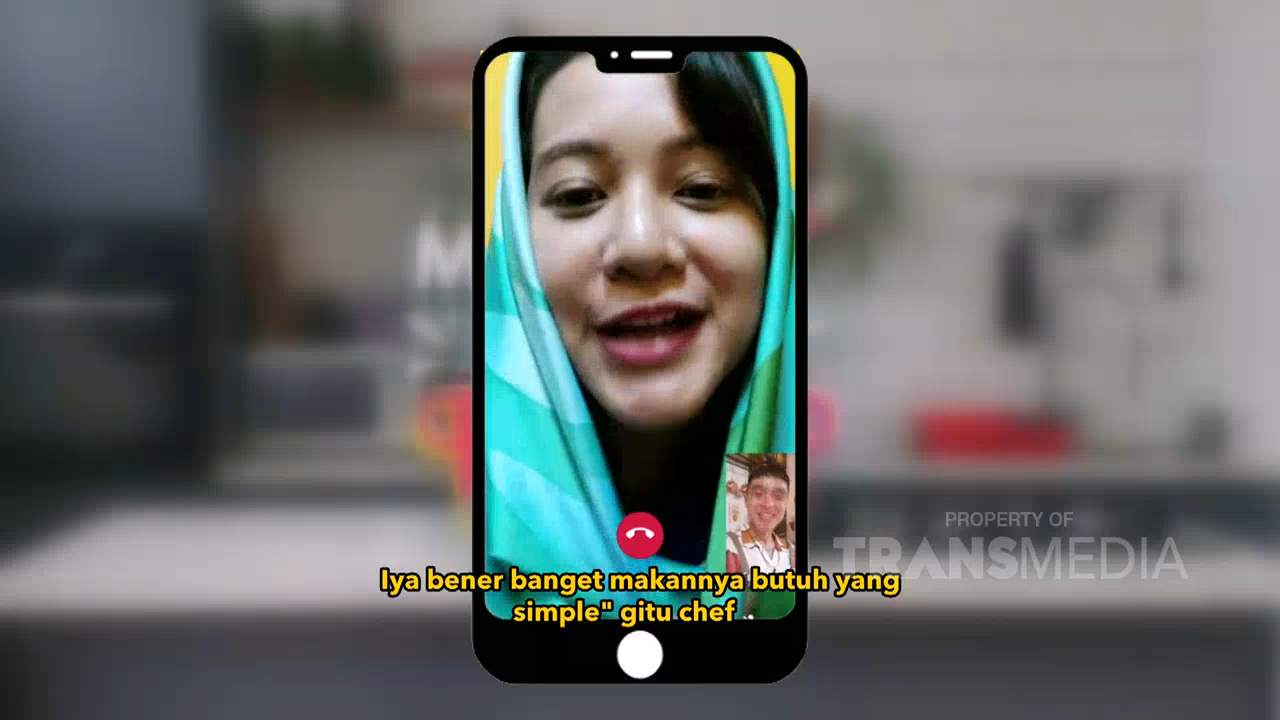 M
PROPERTY OF
TRANSMEDIA
Iya bener banget makannya butuh yang
simple" gitu chef